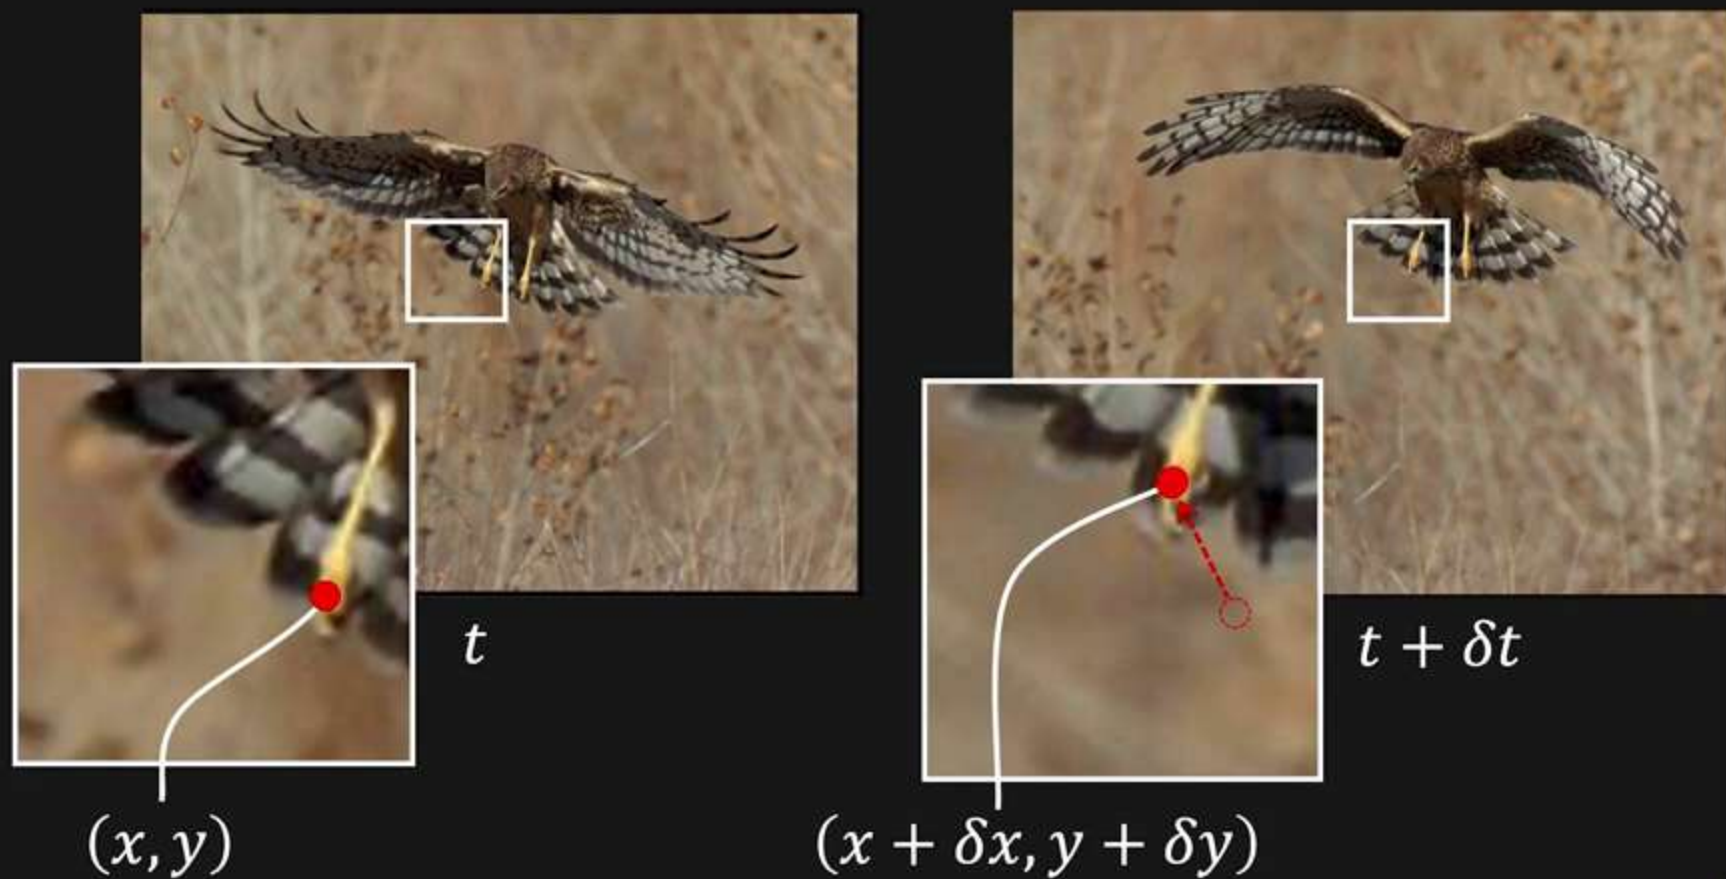 t
t + δt
(x, y)
(x + δx, y + δy)